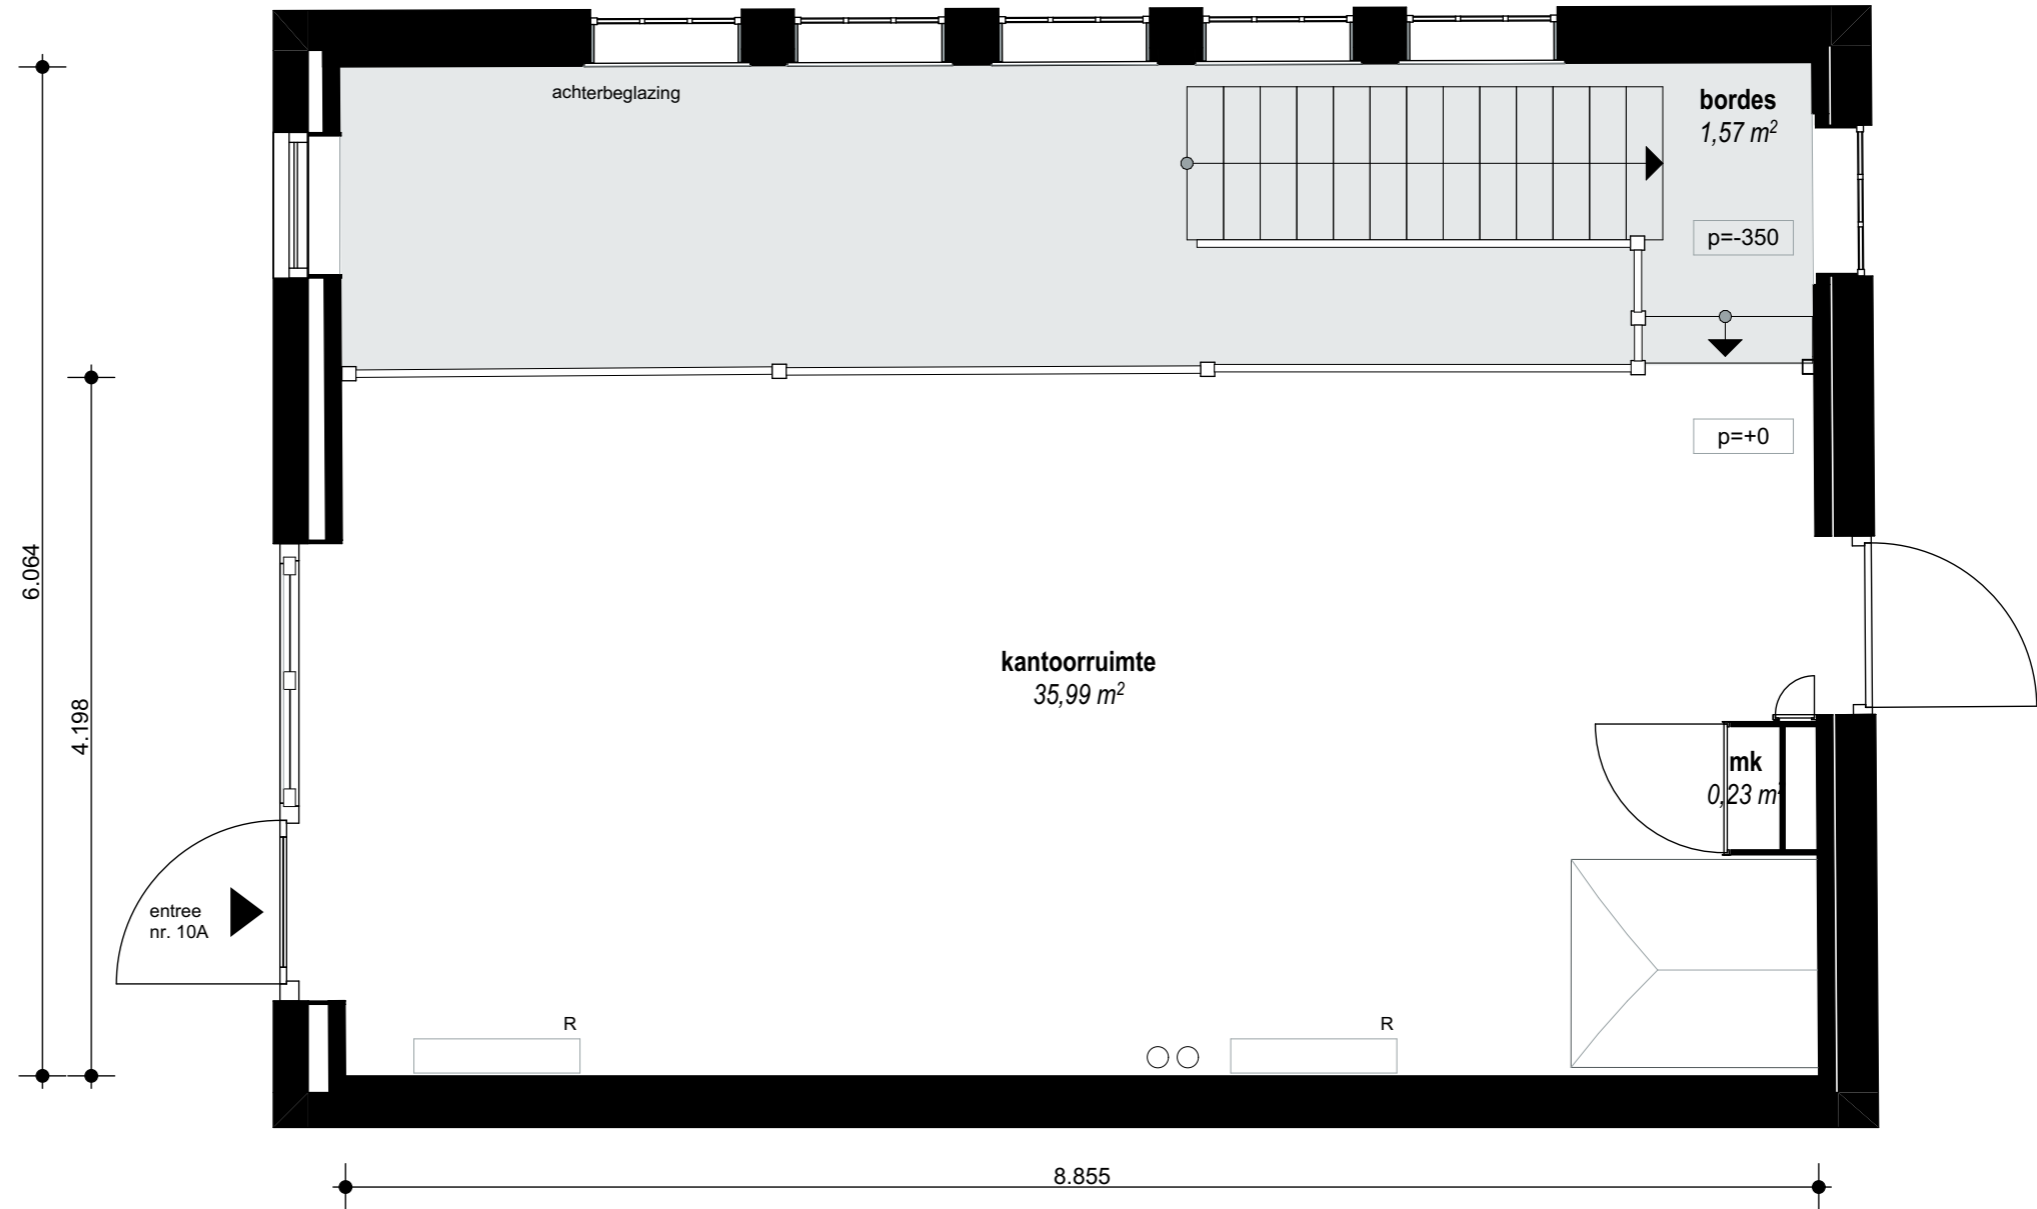 achterbeglazing
bordes
1,57 m²
p=-350
p=+0
6.064
4.198
kantoorruimte
35,99 m²
mk
0,23 m²
entree
nr. 10A
R
R
8.855